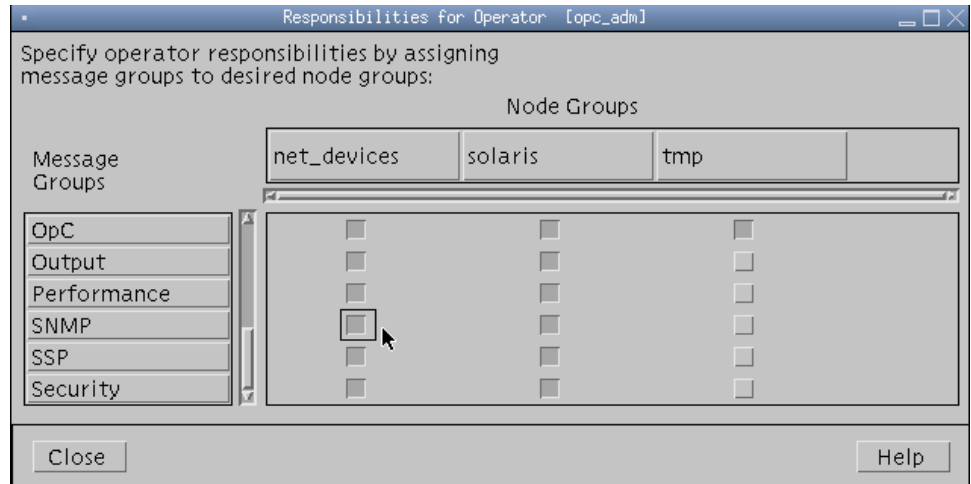 Responsibilities for Operator [opc_adm]
Specify operator responsibilities by assigning
message groups to desired node groups:
Node Groups
Message
Groups
net_devices solaris tmp
OpC
Output
Performance
SNMP
SSP
Security
Close Help